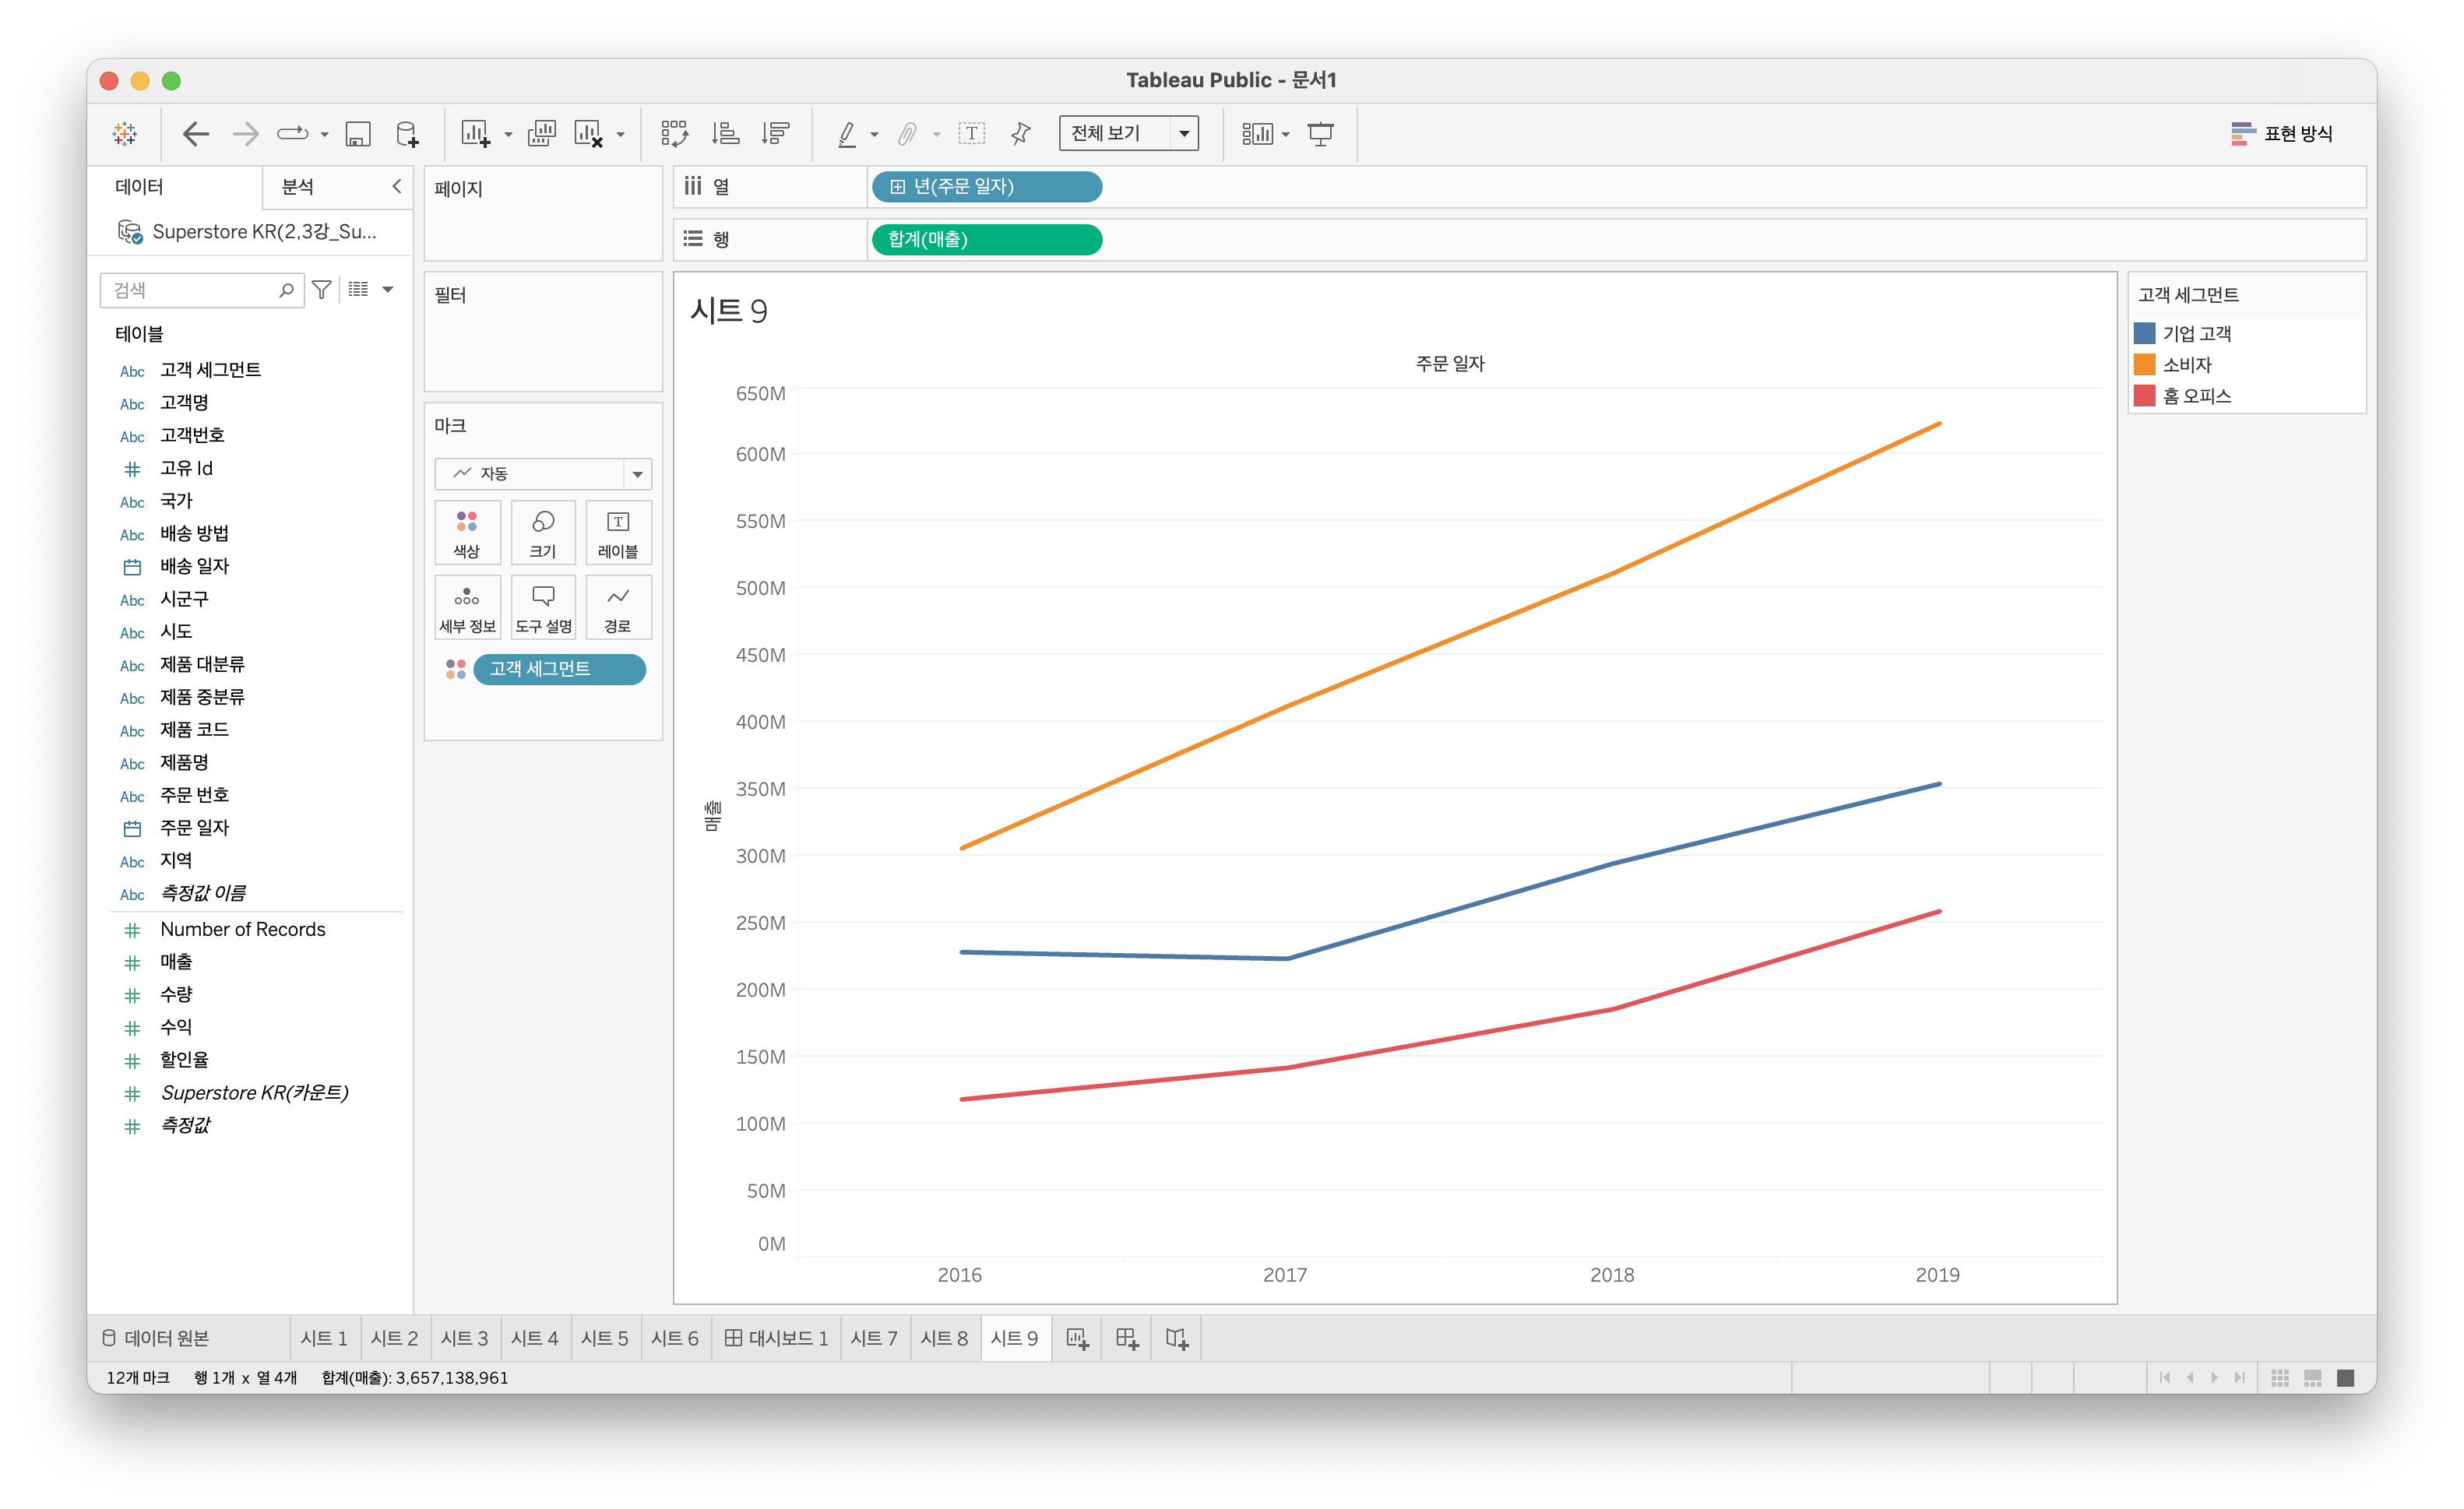 Tableau Public - 문서1
전체 보기
표현 방식
데이터
분석
Superstore KR(2,3강_Su...
검색
테이블
Abc 고객 세그먼트
Abc 고객명
Abc 고객번호
고유 Id
Abc 국가
Abc 배송 방법
배송 일자
Abc 시군구
Abc 시도
Abc 제품 대분류
Abc 제품 중분류
Abc 제품 코드
Abc 제품명
Abc 주문 번호
주문 일자
Abc 지역
Abc 측정값 이름
Number of Records
매출
수량
수익
할인율
Superstore KR(카운트)
측정값
페이지
필터
마크
자동
색상
크기
레이블
세부 정보
도구 설명
경로
고객 세그먼트
열
년(주문 일자)
행
합계(매출)
시트 9
주문 일자
매출
650M
600M
550M
500M
450M
400M
350M
300M
250M
200M
150M
100M
50M
0M
2016
2017
2018
2019
고객 세그먼트
기업 고객
소비자
홈 오피스
데이터 원본
시트 1
시트 2
시트 3
시트 4
시트 5
시트 6
대시보드 1
시트 7
시트 8
시트 9
12개 마크
행 1개 x 열 4개
합계(매출): 3,657,138,961